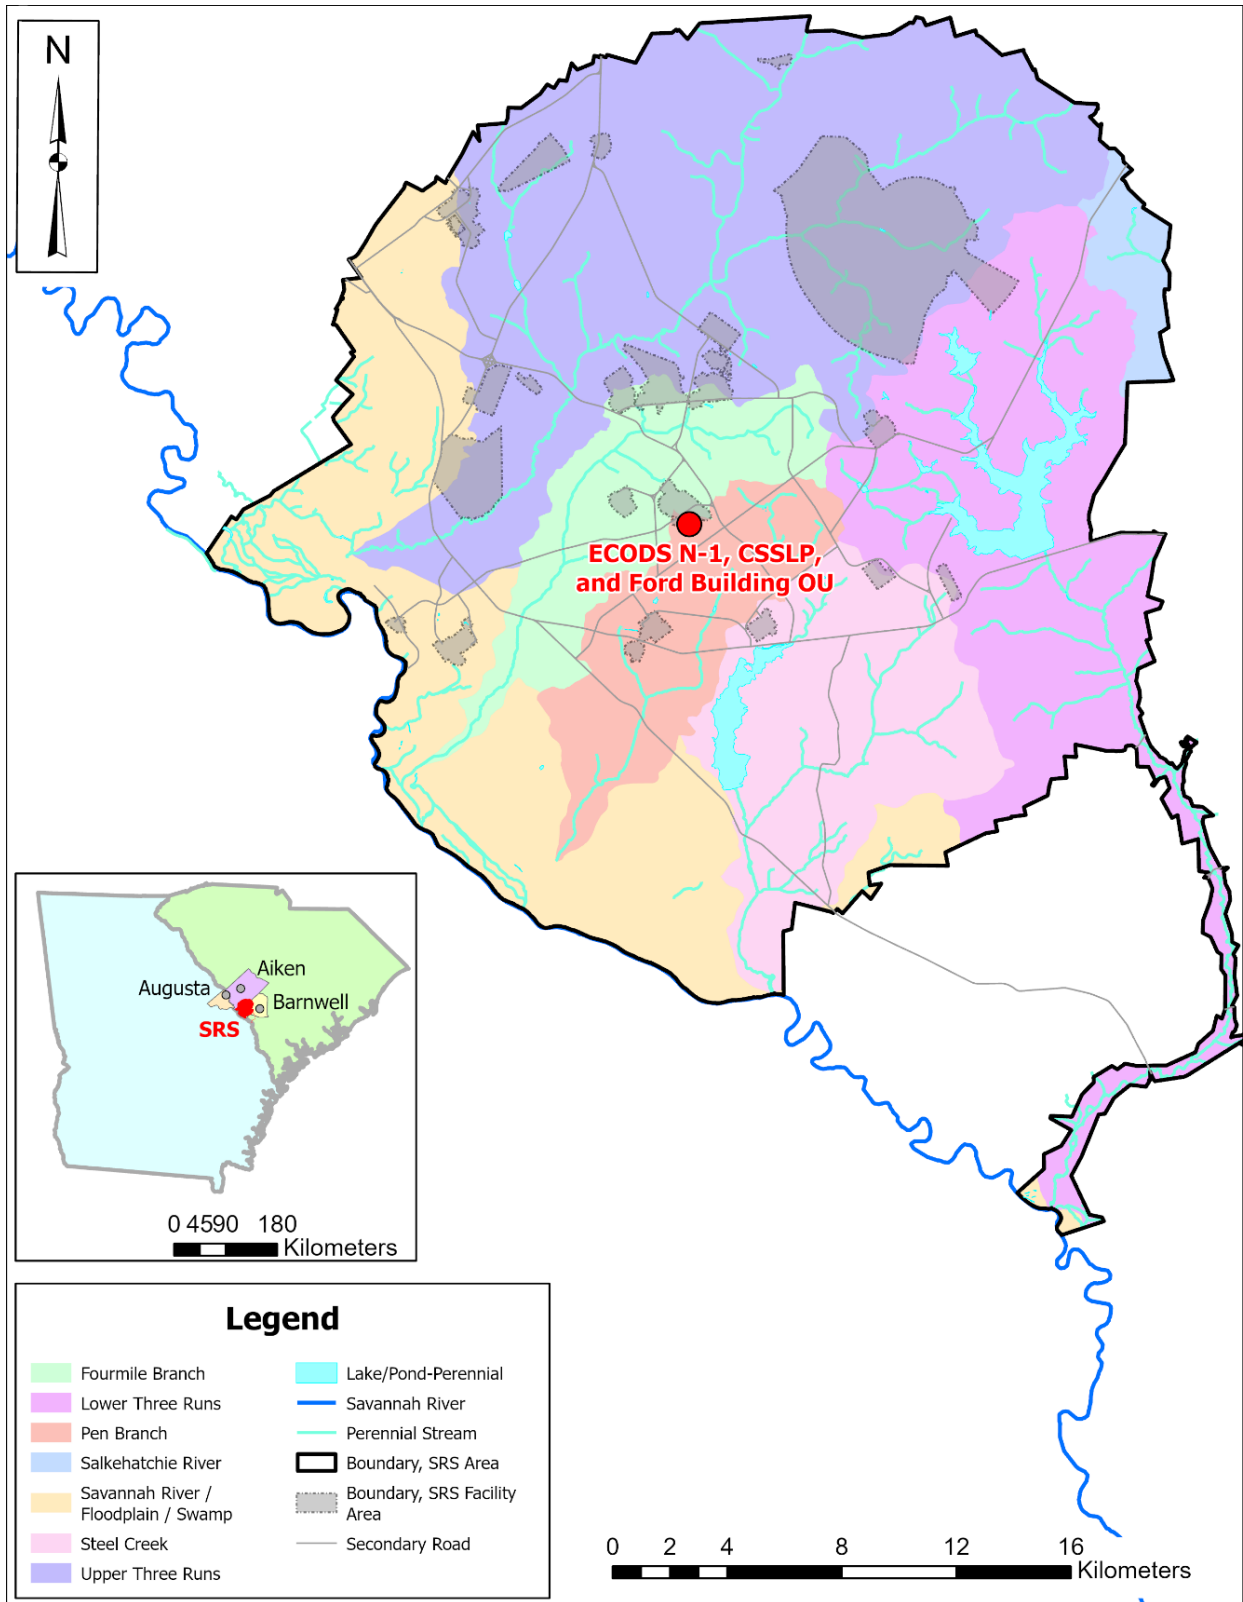 N
ECODS N-1, CSSLP,
and Ford Building OU
Aiken
Augusta
Barnwell
SRS
0 4590 180
Kilometers
Legend
Fourmile Branch
Lower Three Runs
Pen Branch
Salkehatchie River
Savannah River /
Floodplain / Swamp
Steel Creek
Upper Three Runs
Lake/Pond-Perennial
Savannah River
Perennial Stream
Boundary, SRS Area
Boundary, SRS Facility
Area
Secondary Road
0 2 4 8 12 16
Kilometers